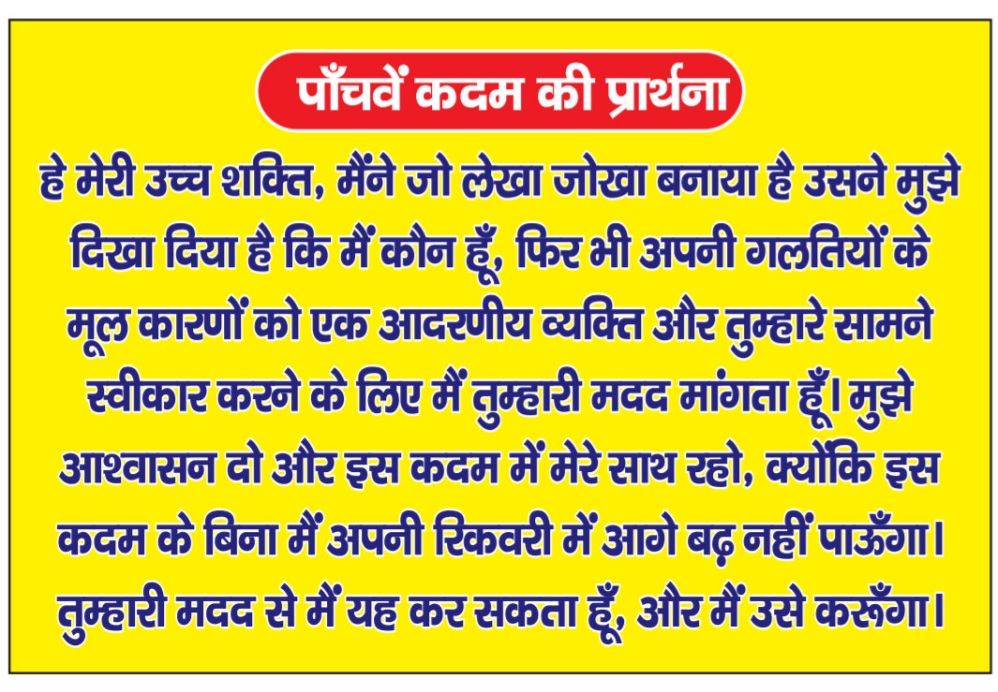 पाँचवें कदम की प्रार्थना
हे मेरी उच्च शक्ति, मैंने जो लेखा जोखा बनाया है उसने मुझे
दिखा दिया है कि मैं कौन हूँ, फिर भी अपनी गलतियों के
मूल कारणों को एक आदरणीय व्यक्ति और तुम्हारे सामने
स्वीकार करने के लिए मैं तुम्हारी मदद मांगता हूँ। मुझे
आश्वासन दो और इस कदम में मेरे साथ रहो, क्योंकि इस
कदम के बिना मैं अपनी रिकवरी में आगे बढ़ नहीं पाऊँगा।
तुम्हारी मदद से मैं यह कर सकता हूँ, और मैं उसे करूँगा।